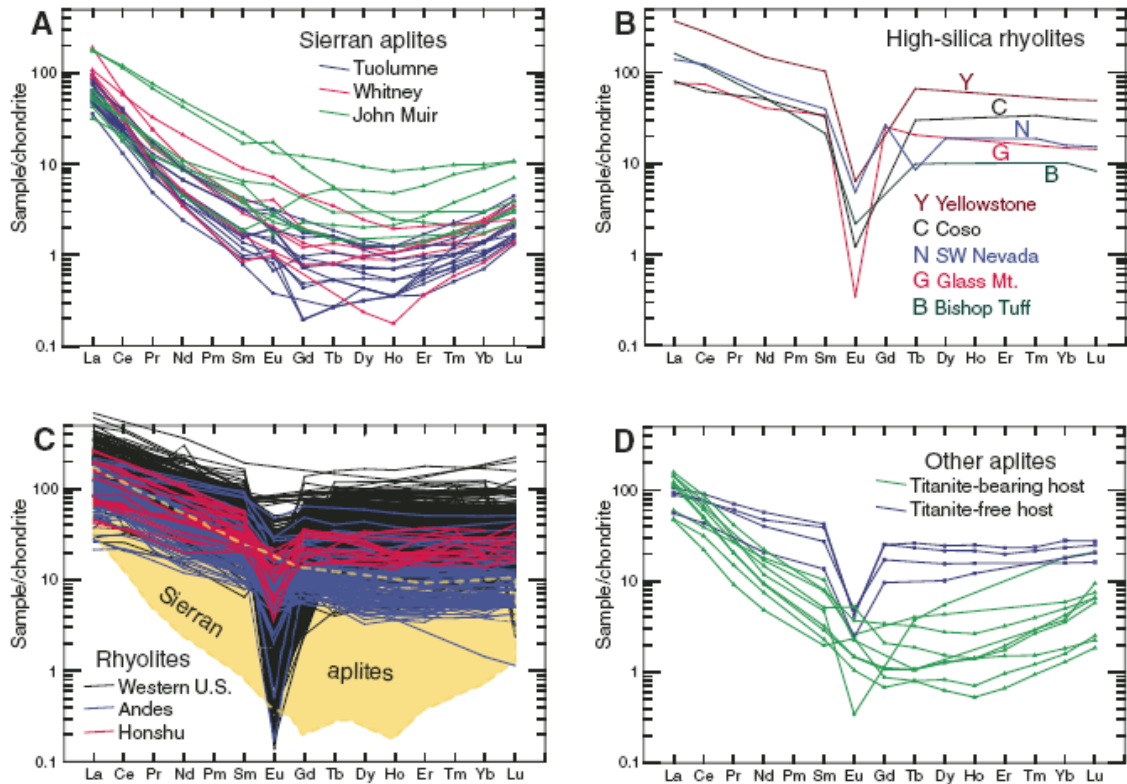 A
Sierran aplites
Tuolumne
Whitney
John Muir
Sample/chondrite
100
10
1
0.1
La Ce Pr Nd Pm Sm Eu Gd Tb Dy Ho Er Tm Yb Lu
B
High-silica rhyolites
Y
C
N
G
B
Y Yellowstone
C Coso
N SW Nevada
G Glass Mt.
B Bishop Tuff
Sample/chondrite
100
10
1
0.1
La Ce Pr Nd Pm Sm Eu Gd Tb Dy Ho Er Tm Yb Lu
C
Sierran
aplites
Rhyolites
Western U.S.
Andes
Honshu
Sample/chondrite
100
10
1
0.1
La Ce Pr Nd Pm Sm Eu Gd Tb Dy Ho Er Tm Yb Lu
D
Other aplites
Titanite-bearing host
Titanite-free host
Sample/chondrite
100
10
1
0.1
La Ce Pr Nd Pm Sm Eu Gd Tb Dy Ho Er Tm Yb Lu